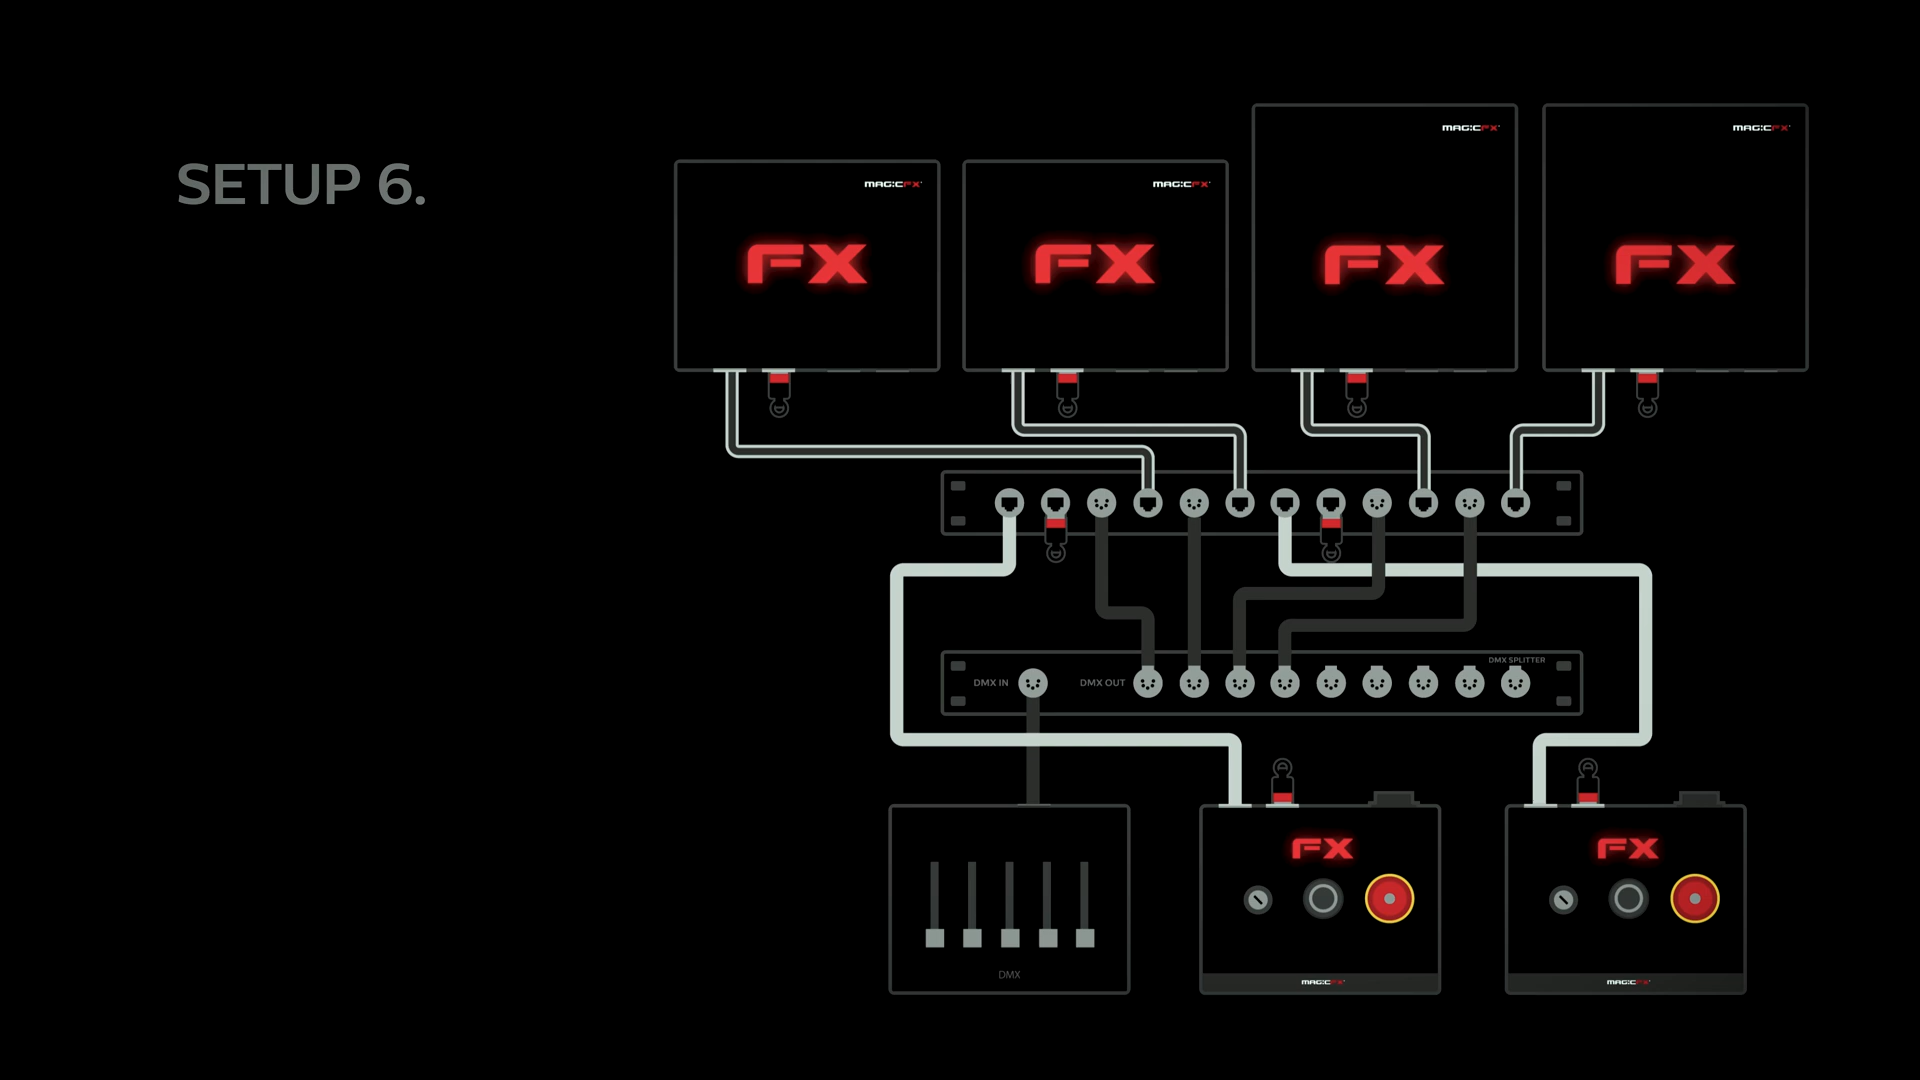 SETUP 6.
MAGICFX
MAGICFX
MAGICFX
MAGICFX
FX
FX
FX
FX
DMX SPLITTER
DMX IN
DMX OUT
FX
FX
DMX
MAGICFX
MAGICFX